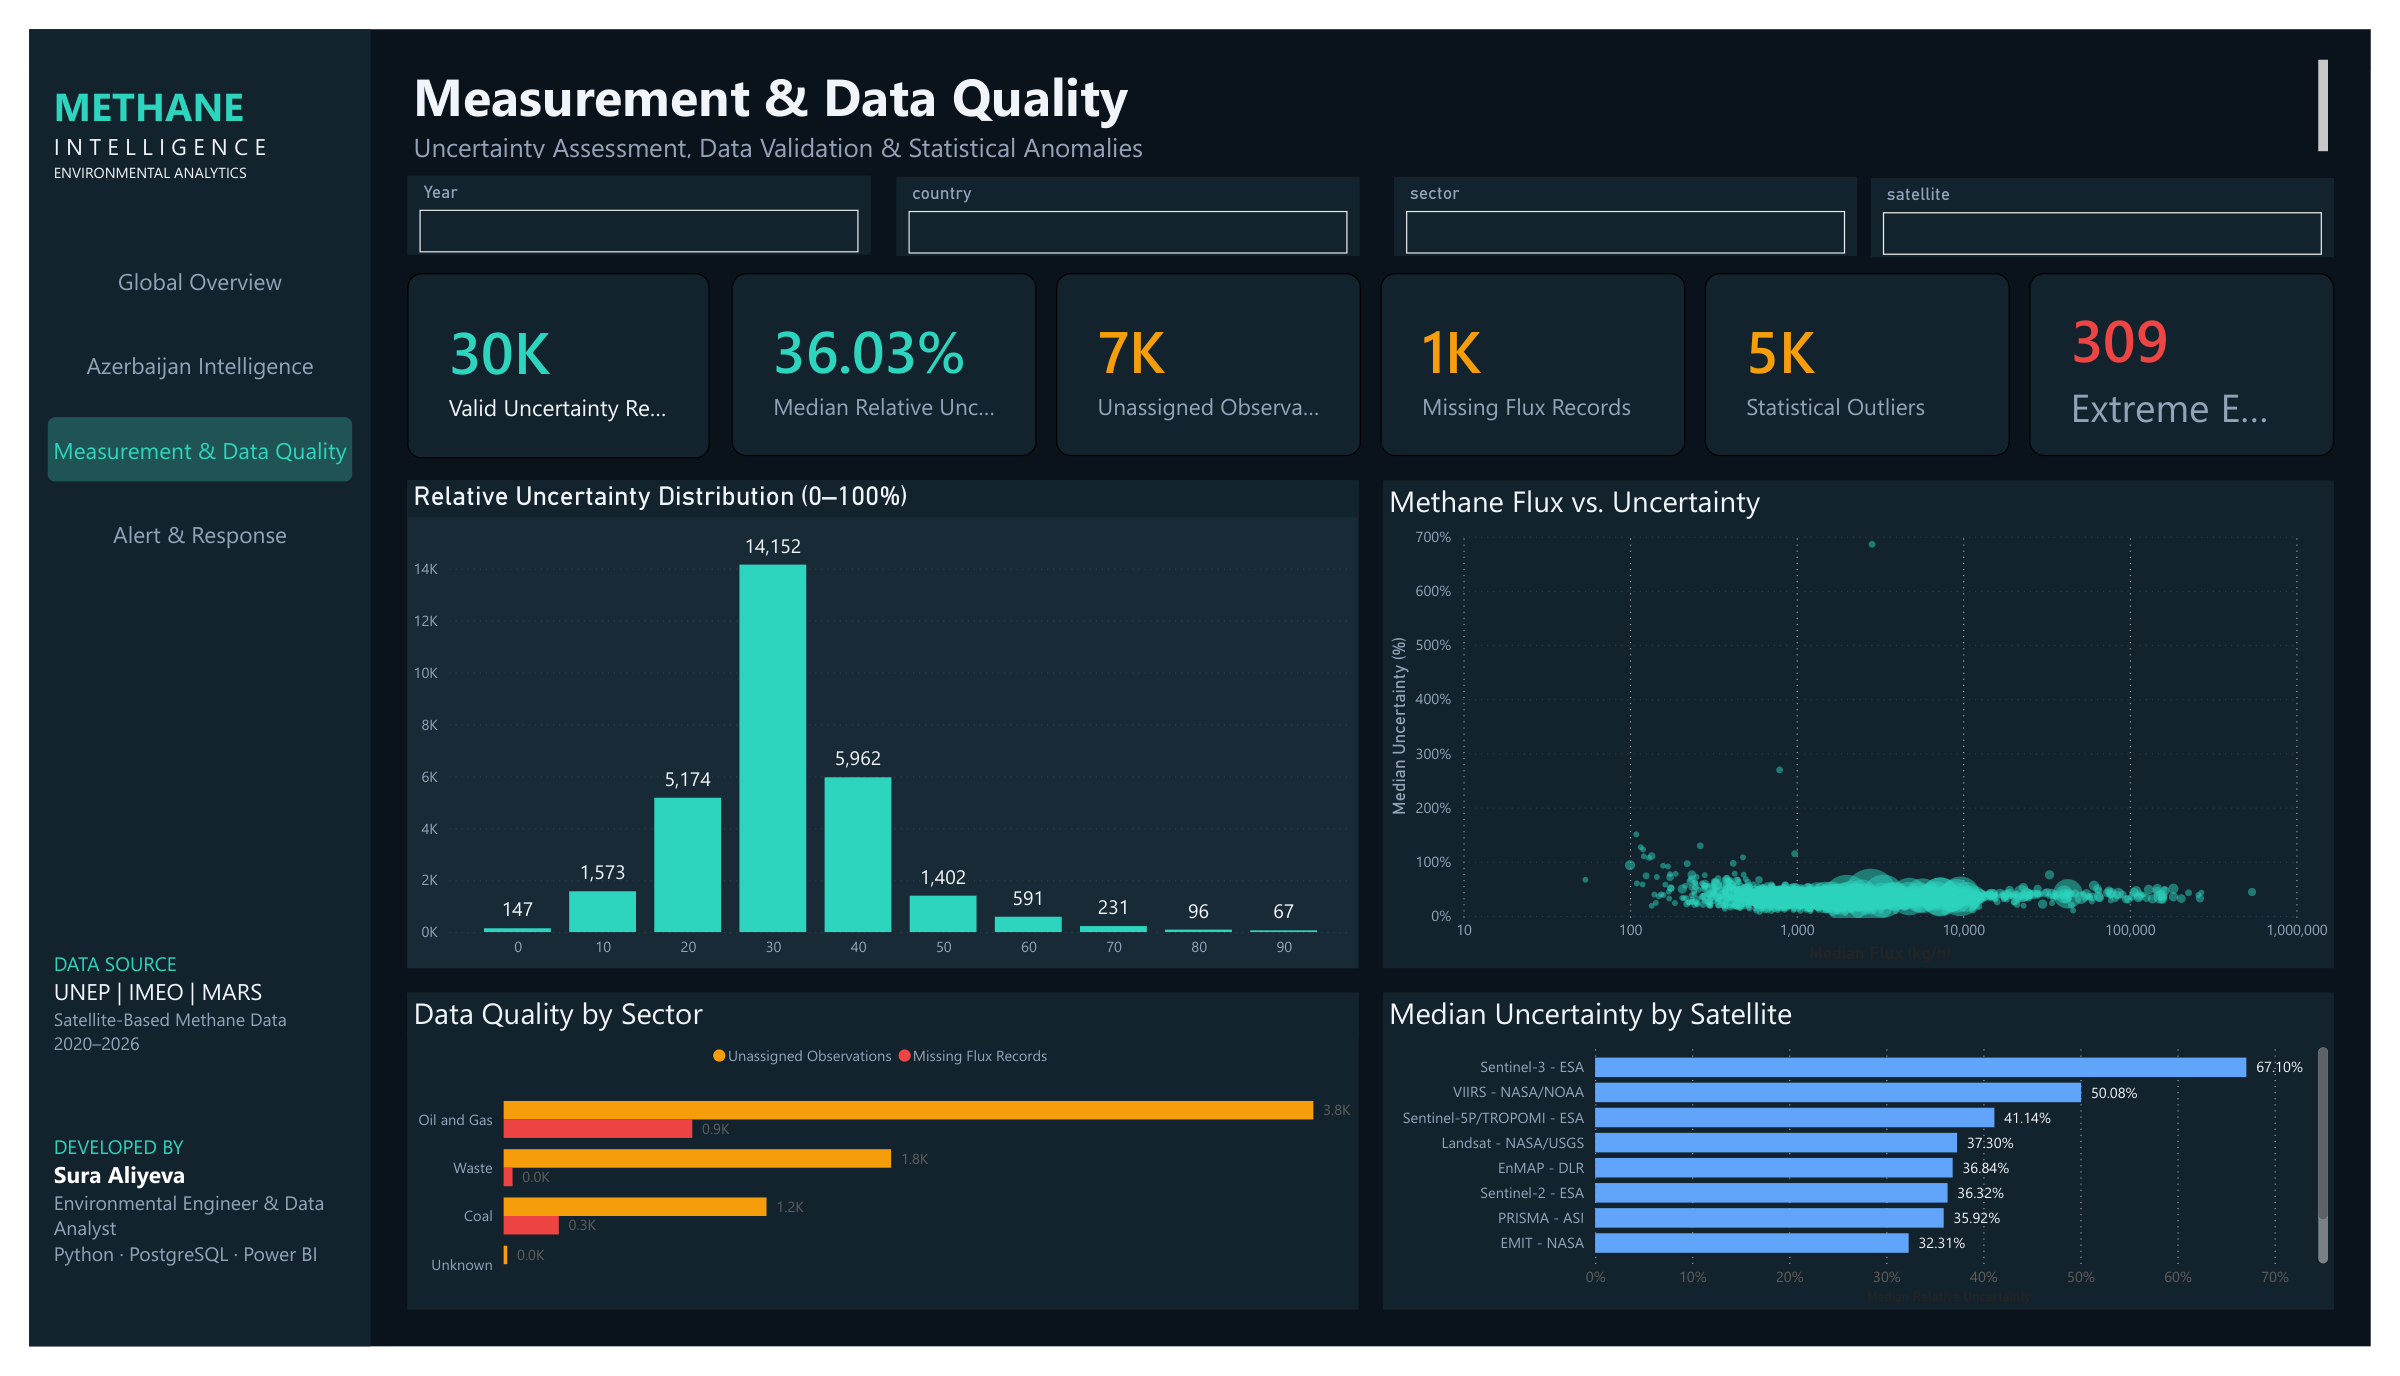 METHANE
INTELLIGENCE
ENVIRONMENTAL ANALYTICS
Global Overview
Azerbaijan Intelligence
Measurement & Data Quality
Alert & Response
DATA SOURCE
UNEP | IMEO | MARS
Satellite-Based Methane Data
2020–2026
DEVELOPED BY
Sura Aliyeva
Environmental Engineer & Data
Analyst
Python · PostgreSQL · Power BI
Measurement & Data Quality
Uncertainty Assessment, Data Validation & Statistical Anomalies
Year
country
sector
satellite
30K
Valid Uncertainty Re...
36.03%
Median Relative Unc...
7K
Unassigned Observa...
1K
Missing Flux Records
5K
Statistical Outliers
309
Extreme E...
Relative Uncertainty Distribution (0–100%)
14K
12K
10K
8K
6K
4K
2K
0K
147
1,573
5,174
14,152
5,962
1,402
591
231
96
67
0 10 20 30 40 50 60 70 80 90
Methane Flux vs. Uncertainty
Median Uncertainty (%)
700%
600%
500%
400%
300%
200%
100%
0%
10 100 1,000 10,000 100,000 1,000,000
Median Flux (kg/h)
Data Quality by Sector
Unassigned Observations Missing Flux Records
Oil and Gas 3.8K
0.9K
Waste 1.8K
0.0K
Coal 1.2K
0.3K
Unknown 0.0K
Median Uncertainty by Satellite
Sentinel-3 - ESA 67.10%
VIIRS - NASA/NOAA 50.08%
Sentinel-5P/TROPOMI - ESA 41.14%
Landsat - NASA/USGS 37.30%
EnMAP - DLR 36.84%
Sentinel-2 - ESA 36.32%
PRISMA - ASI 35.92%
EMIT - NASA 32.31%
0% 10% 20% 30% 40% 50% 60% 70%